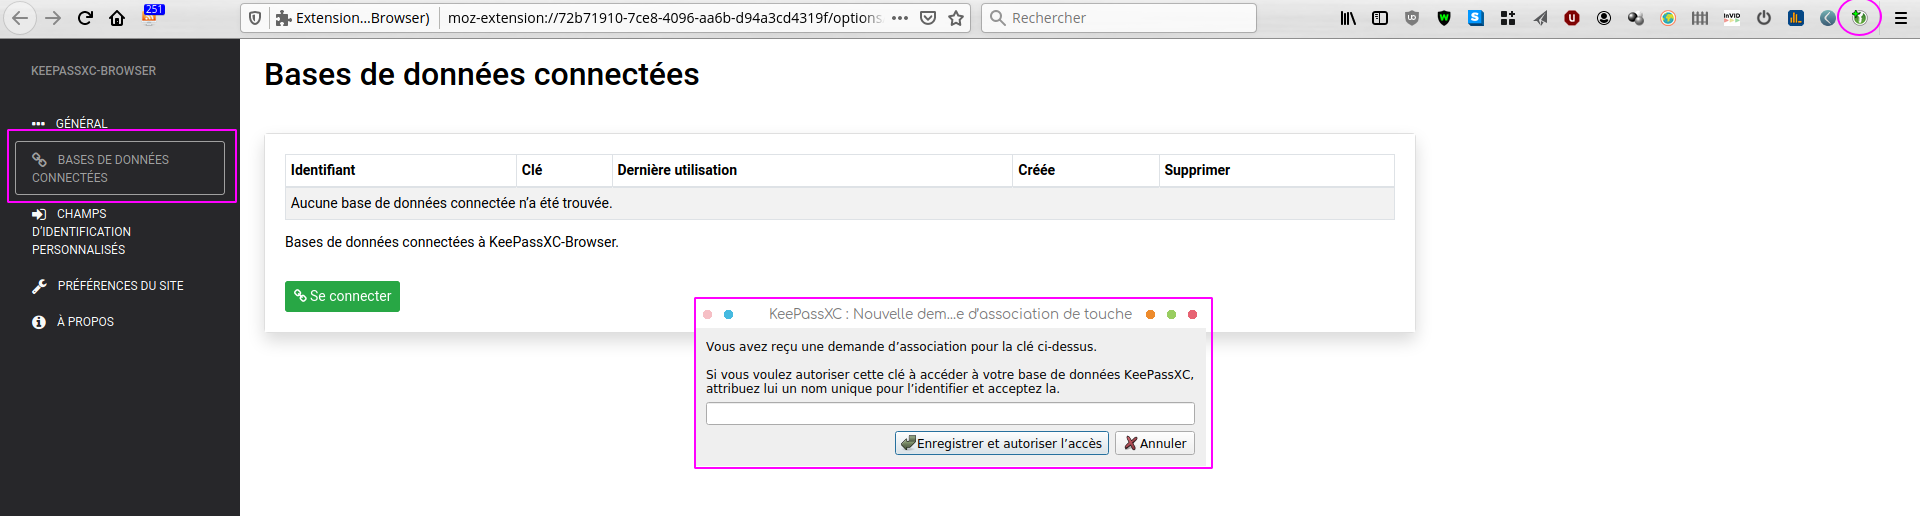 Extension...Browser)
moz-extension://72b71910-7ce8-4096-aa6b-d94a3cd4319f/options
Rechercher
251
InVID
KEEPASSXC-BROWSER
GÉNÉRAL
BASES DE DONNÉES
CONNECTÉES
CHAMPS
D’IDENTIFICATION
PERSONNALISÉS
PRÉFÉRENCES DU SITE
À PROPOS
Bases de données connectées
Identifiant Clé Dernière utilisation Créée Supprimer
Aucune base de données connectée n’a été trouvée.
Bases de données connectées à KeePassXC-Browser.
Se connecter
KeePassXC : Nouvelle dem...e d'association de touche
Vous avez reçu une demande d’association pour la clé ci-dessus.
Si vous voulez autoriser cette clé à accéder à votre base de données KeePassXC,
attribuez lui un nom unique pour l’identifier et acceptez la.
Enregistrer et autoriser l’accès
Annuler